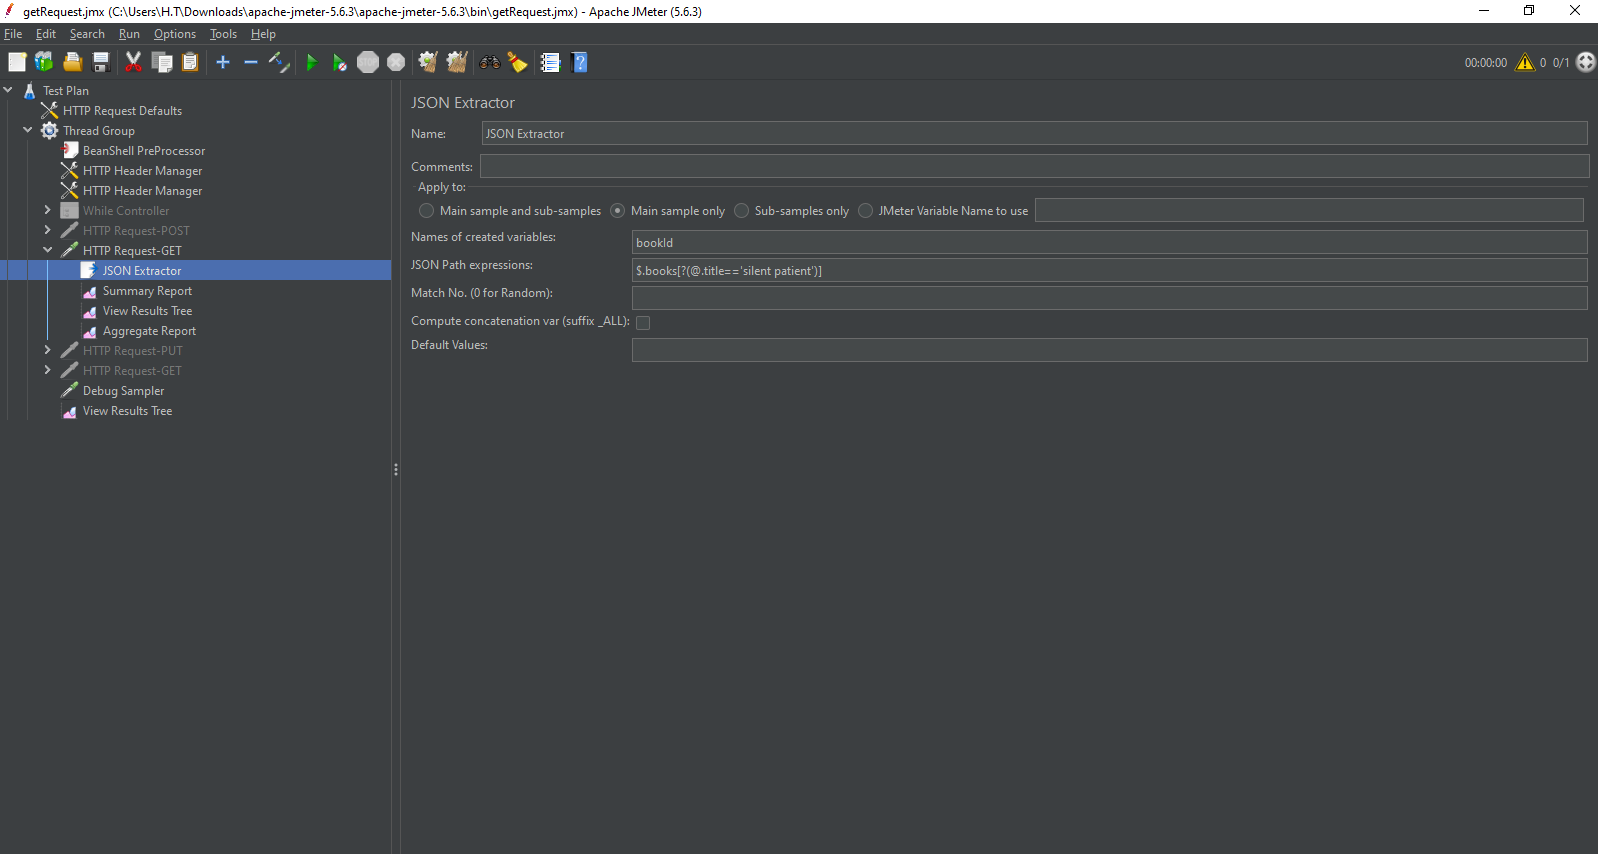 getRequest.jmx (C:\Users\H.T\Downloads\apache-jmeter-5.6.3\apache-jmeter-5.6.3\bin\getRequest.jmx) - Apache JMeter (5.6.3)
File Edit Search Run Options Tools Help
STOP 00:00:00 0 0/1
Test Plan
HTTP Request Defaults
Thread Group
BeanShell PreProcessor
HTTP Header Manager
HTTP Header Manager
While Controller
HTTP Request-POST
HTTP Request-GET
JSON Extractor
Summary Report
View Results Tree
Aggregate Report
HTTP Request-PUT
HTTP Request-GET
Debug Sampler
View Results Tree
JSON Extractor
Name: JSON Extractor
Comments:
Apply to:
Main sample and sub-samples Main sample only Sub-samples only JMeter Variable Name to use
Names of created variables: bookId
JSON Path expressions: $.books[?(@.title=='silent patient')]
Match No. (0 for Random):
Compute concatenation var (suffix _ALL):
Default Values: